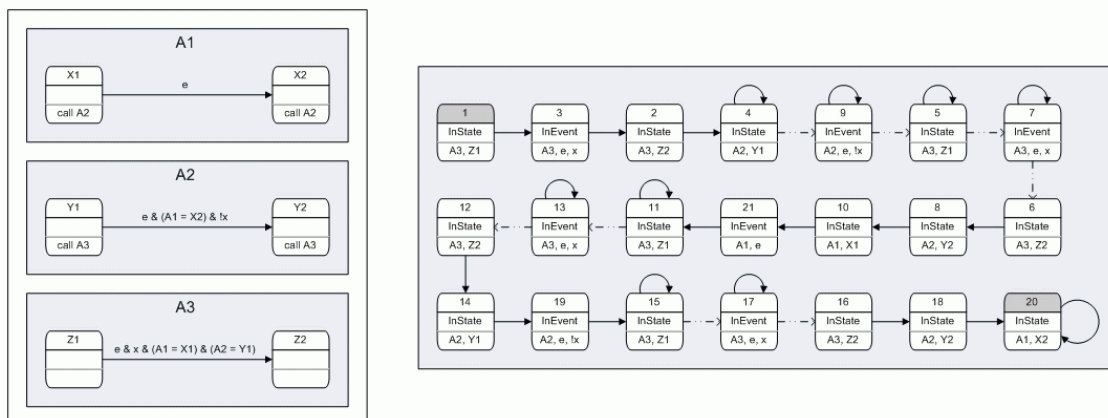 A1
X1
call A2
e
X2
call A2
A2
Y1
call A3
e & (A1 = X2) & !x
Y2
call A3
A3
Z1
e & x & (A1 = X1) & (A2 = Y1)
Z2
1
InState
A3, Z1
3
InEvent
A3, e, x
2
InState
A3, Z2
4
InState
A2, Y1
9
InEvent
A2, e, !x
5
InState
A3, Z1
7
InEvent
A3, e, x
12
InState
A3, Z2
13
InEvent
A3, e, x
11
InState
A3, Z1
21
InEvent
A1, e
10
InState
A1, X1
8
InState
A2, Y2
6
InState
A3, Z2
14
InState
A2, Y1
19
InEvent
A2, e, !x
15
InState
A3, Z1
17
InEvent
A3, e, x
16
InState
A3, Z2
18
InState
A2, Y2
20
InState
A1, X2